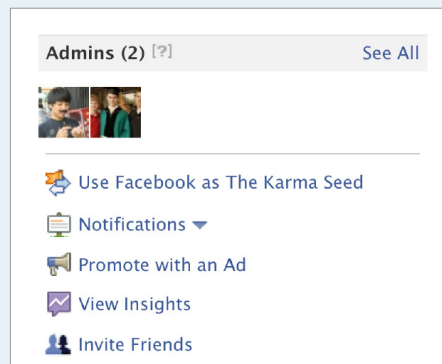 Admins (2) [?] See All
Use Facebook as The Karma Seed
Notifications
Promote with an Ad
View Insights
Invite Friends